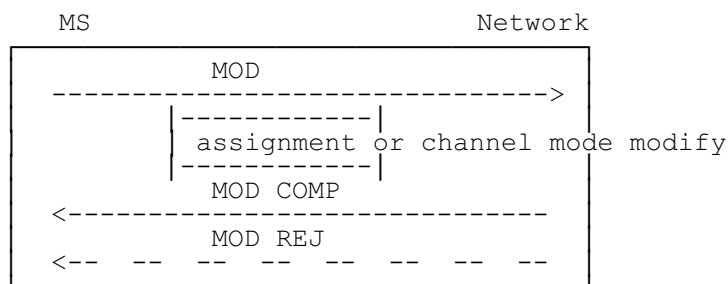 MS Network
MOD
assignment or channel mode modify
MOD COMP
MOD REJ